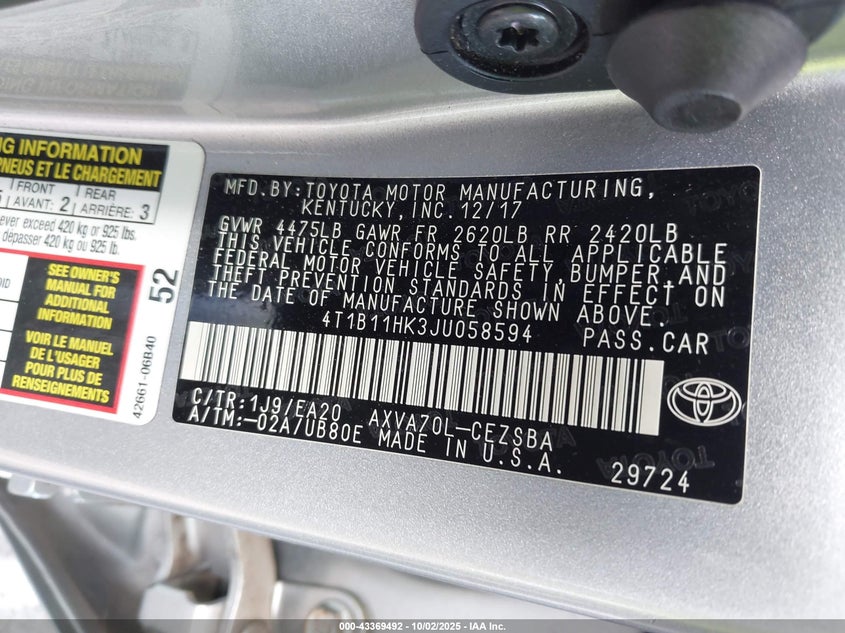 NG INFORMATION
PNEUS ET LE CHARGEMENT
FRONT
AVANT: 2
REAR
ARRIÈRE: 3
ever exceed 420 kg or 925 lbs.
dépasser 420 kg ou 925 lb.
SEE OWNER'S
MANUAL FOR
ADDITIONAL
INFORMATION
VOIR LE MANUEL
DE L'USAGER
POUR PLUS DE
RENSEIGNEMENTS
52
42661-06B40
MFD.BY:TOYOTA MOTOR MANUFACTURING,
KENTUCKY,INC.12/17
GVWR 4475LB GAWR FR 2620LB RR 2420LB
THIS VEHICLE CONFORMS TO ALL APPLICABLE
FEDERAL MOTOR VEHICLE SAFETY,BUMPER,AND
THEFT PREVENTION STANDARDS IN EFFECT ON
THE DATE OF MANUFACTURE SHOWN ABOVE.
4T1B11HK3JU058594 PASS.CAR
C/TR:1J9/EA20 AXVA70L-CEZSBA
A/TM:-02A/UB80E MADE IN U.S.A.
29724
000-43369492 - 10/02/2025 - IAA Inc.